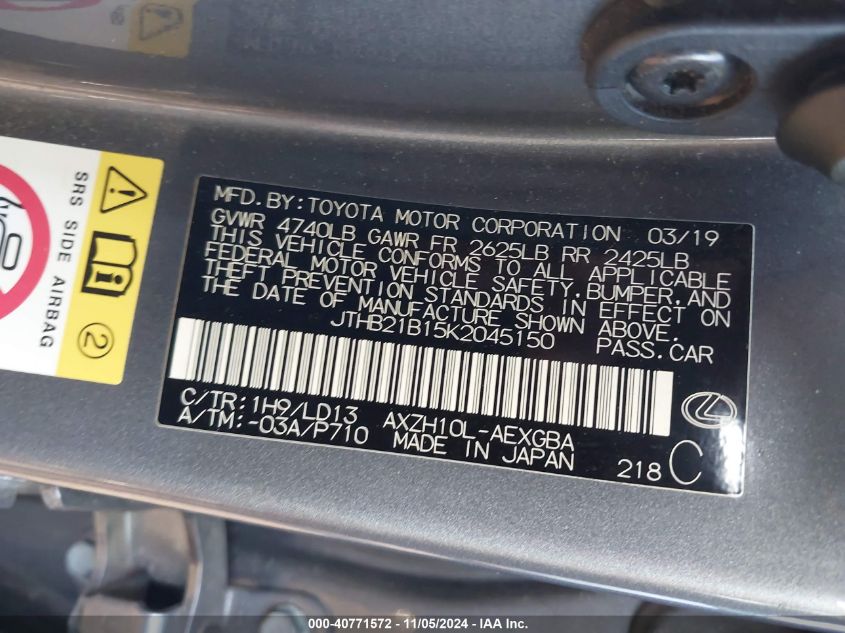 MFD. BY: TOYOTA MOTOR CORPORATION 03/19
GVWR 4740LB GAWR FR 2625LB RR 2425LB
THIS VEHICLE CONFORMS TO ALL APPLICABLE
FEDERAL MOTOR VEHICLE SAFETY, BUMPER, AND
THEFT PREVENTION STANDARDS IN EFFECT ON
THE DATE OF MANUFACTURE SHOWN ABOVE.
JTHB21B15K2045150 PASS. CAR
C/TR: 1H9/LD13 AXZH10L-AEXGBA
A/TM: -03A/P710 MADE IN JAPAN
218 C
SRS SIDE AIRBAG
2
000-40771572 - 11/05/2024 - IAA Inc.